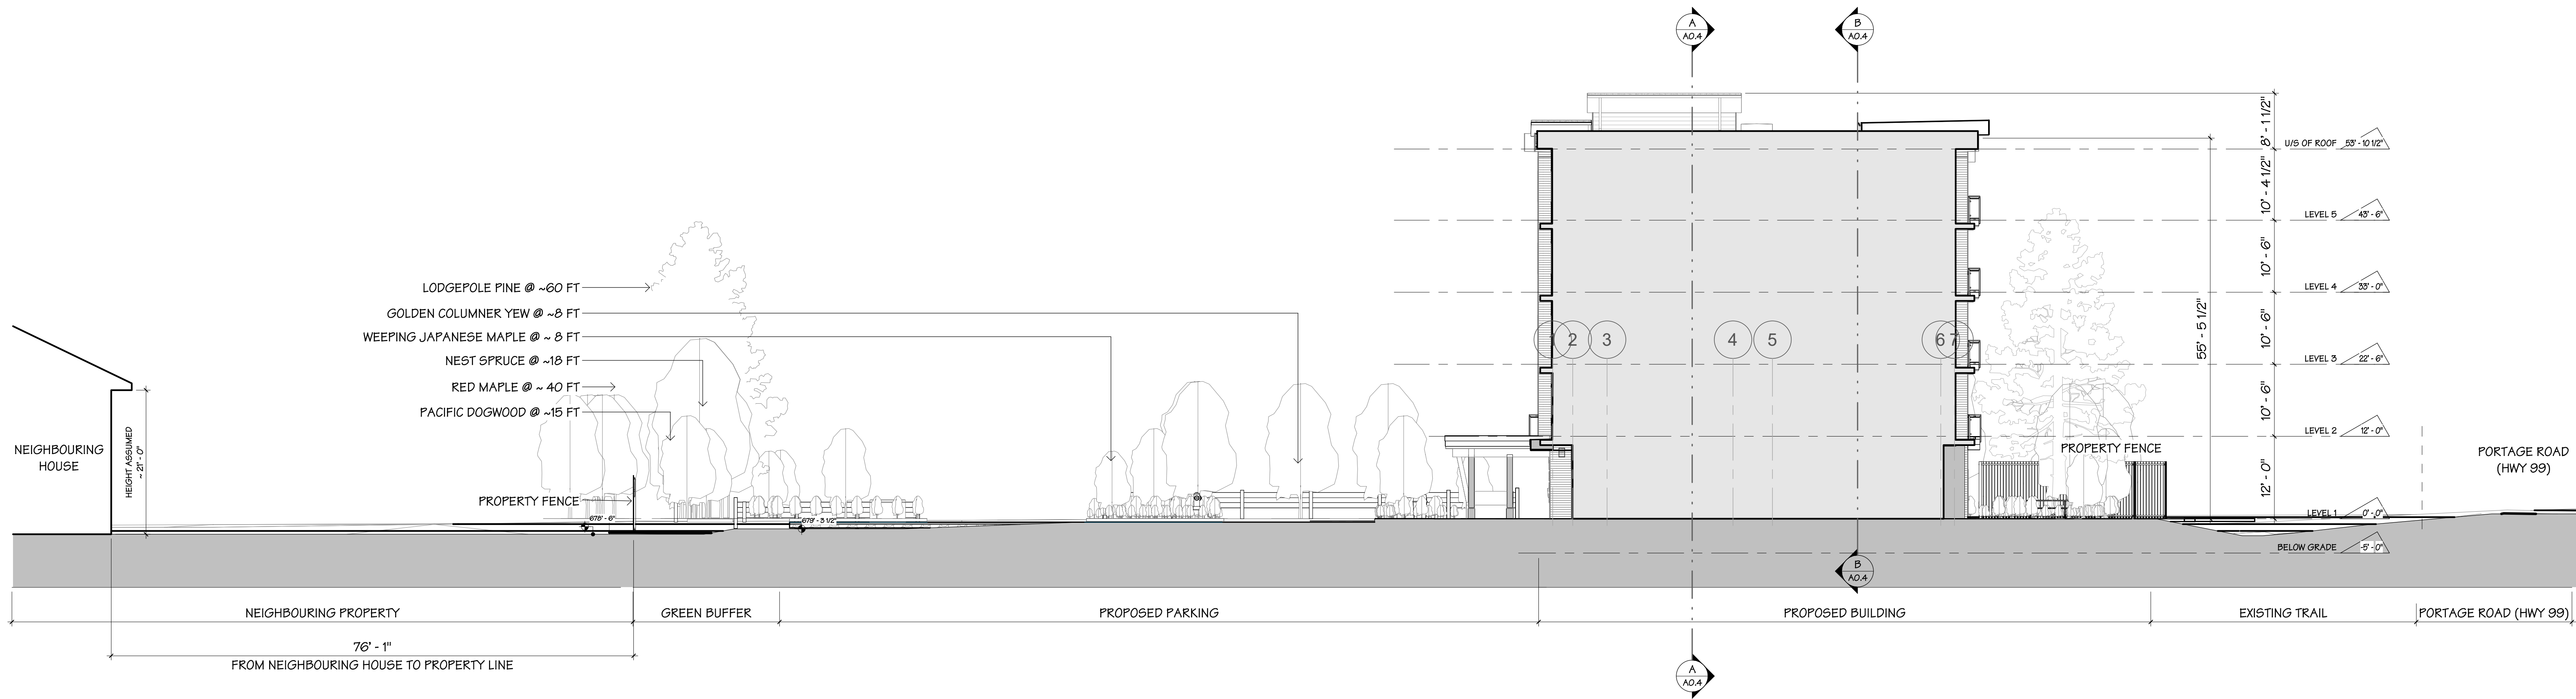 A
A0.4
B
A0.4
8' - 1 1/2"
U/S OF ROOF 53' - 10 1/2"
10' - 4 1/2"
LEVEL 5 43' - 6"
10' - 6"
LEVEL 4 33' - 0"
10' - 6"
55' - 5 1/2"
LEVEL 3 22' - 6"
10' - 6"
LEVEL 2 12' - 0"
12' - 0"
LEVEL 1 0' - 0"
BELOW GRADE -5' - 0"
LODGEPOLE PINE @ ~60 FT
GOLDEN COLUMNER YEW @ ~8 FT
WEEPING JAPANESE MAPLE @ ~ 8 FT
NEST SPRUCE @ ~18 FT
RED MAPLE @ ~ 40 FT
PACIFIC DOGWOOD @ ~15 FT
PROPERTY FENCE
2
3
4
5
6
7
NEIGHBOURING
HOUSE
HEIGHT ASSUMED
~ 21' - 0"
678' - 6"
679' - 3 1/2"
PROPERTY FENCE
PORTAGE ROAD
(HWY 99)
B
A0.4
NEIGHBOURING PROPERTY
GREEN BUFFER
PROPOSED PARKING
PROPOSED BUILDING
EXISTING TRAIL
PORTAGE ROAD (HWY 99)
76' - 1"
FROM NEIGHBOURING HOUSE TO PROPERTY LINE
A
A0.4